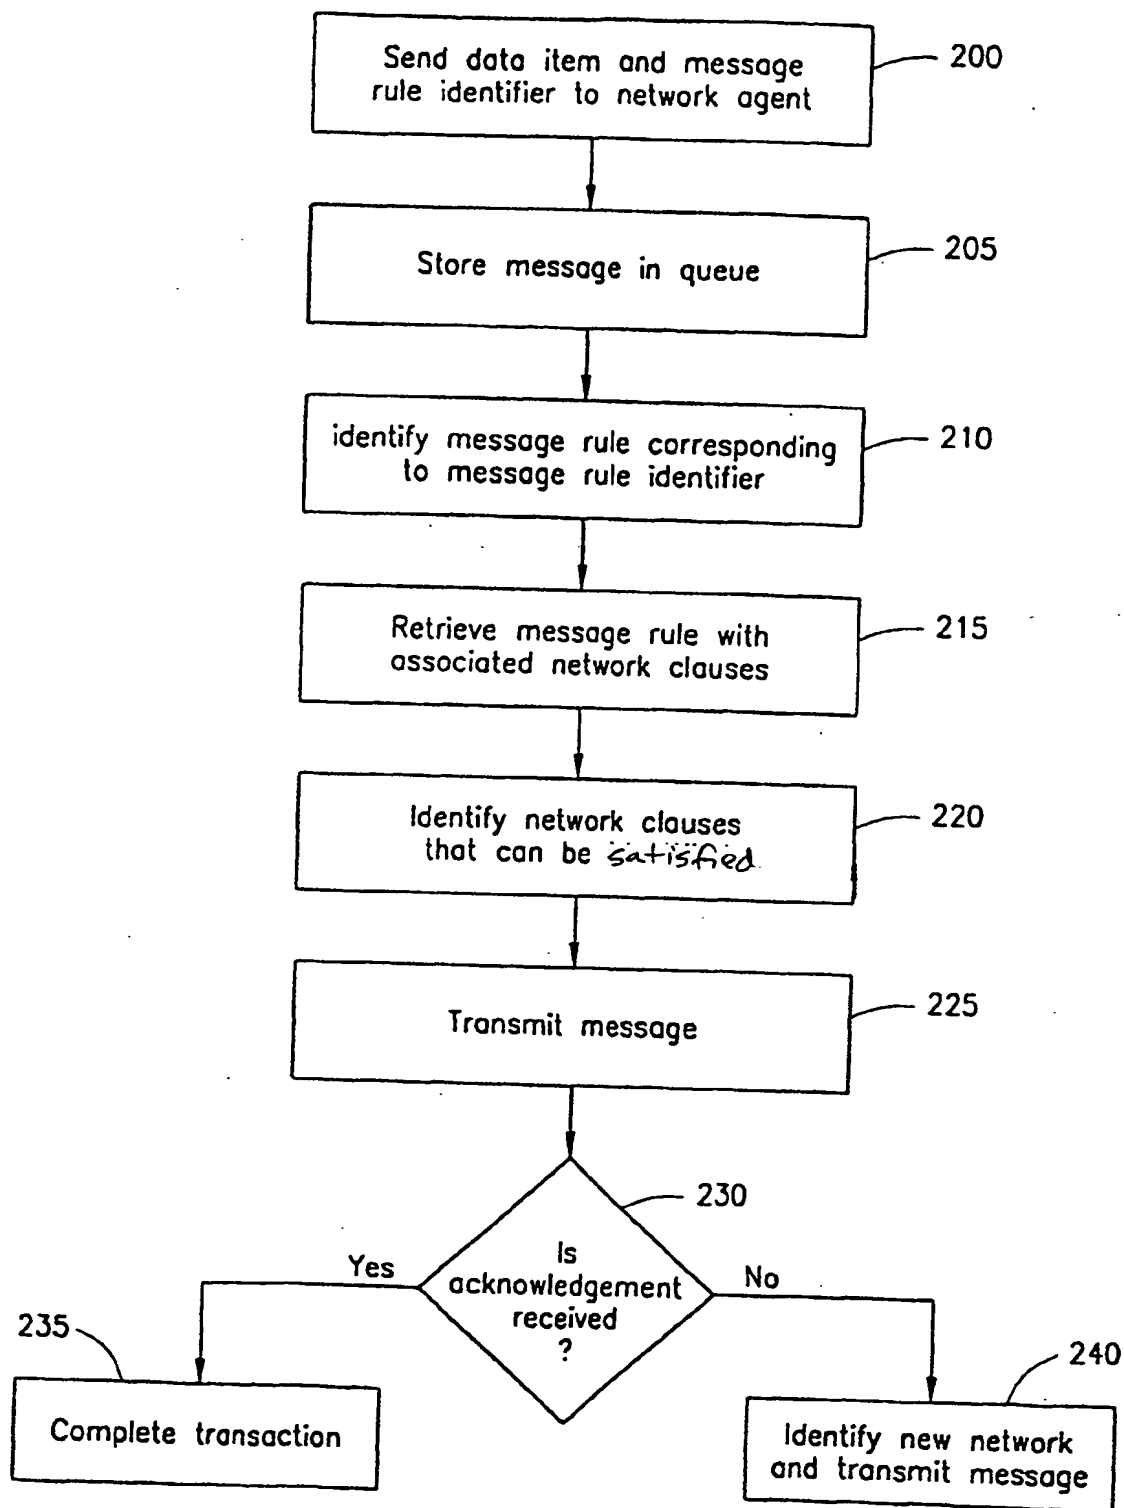 Send data item and message
rule identifier to network agent
200
Store message in queue
205
identify message rule corresponding
to message rule identifier
210
Retrieve message rule with
associated network clauses
215
Identify network clauses
that can be satisfied
220
Transmit message
225
230
Is
acknowledgement
received
?
Yes
No
235
Complete transaction
240
Identify new network
and transmit message